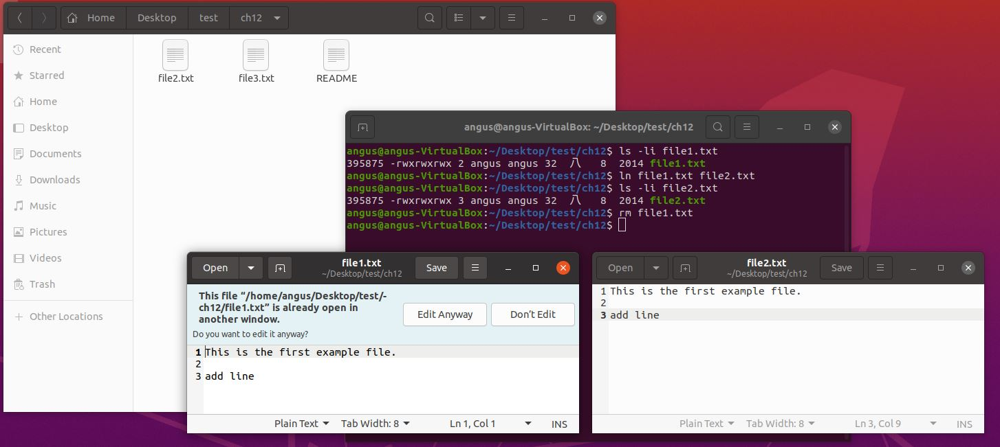 Home Desktop test ch12
Recent
Starred
Home
Desktop
Documents
Downloads
Music
Pictures
Videos
Trash
Other Locations
file2.txt file3.txt README
angus@angus-VirtualBox: ~/Desktop/test/ch12
angus@angus-VirtualBox:~/Desktop/test/ch12$ ls -li file1.txt
395875 -rwxrwxrwx 2 angus angus 32 八 8 2014 file1.txt
angus@angus-VirtualBox:~/Desktop/test/ch12$ ln file1.txt file2.txt
angus@angus-VirtualBox:~/Desktop/test/ch12$ ls -li file2.txt
395875 -rwxrwxrwx 3 angus angus 32 八 8 2014 file2.txt
angus@angus-VirtualBox:~/Desktop/test/ch12$ rm file1.txt
angus@angus-VirtualBox:~/Desktop/test/ch12$
Open file1.txt Save
~/Desktop/test/ch12
This file “/home/angus/Desktop/test/-
ch12/file1.txt” is already open in
another window.
Do you want to edit it anyway?
Edit Anyway Don't Edit
1 This is the first example file.
2
3 add line
Plain Text Tab Width: 8 Ln 1, Col 1 INS
Open file2.txt Save
~/Desktop/test/ch12
1 This is the first example file.
2
3 add line
Plain Text Tab Width: 8 Ln 3, Col 9 INS